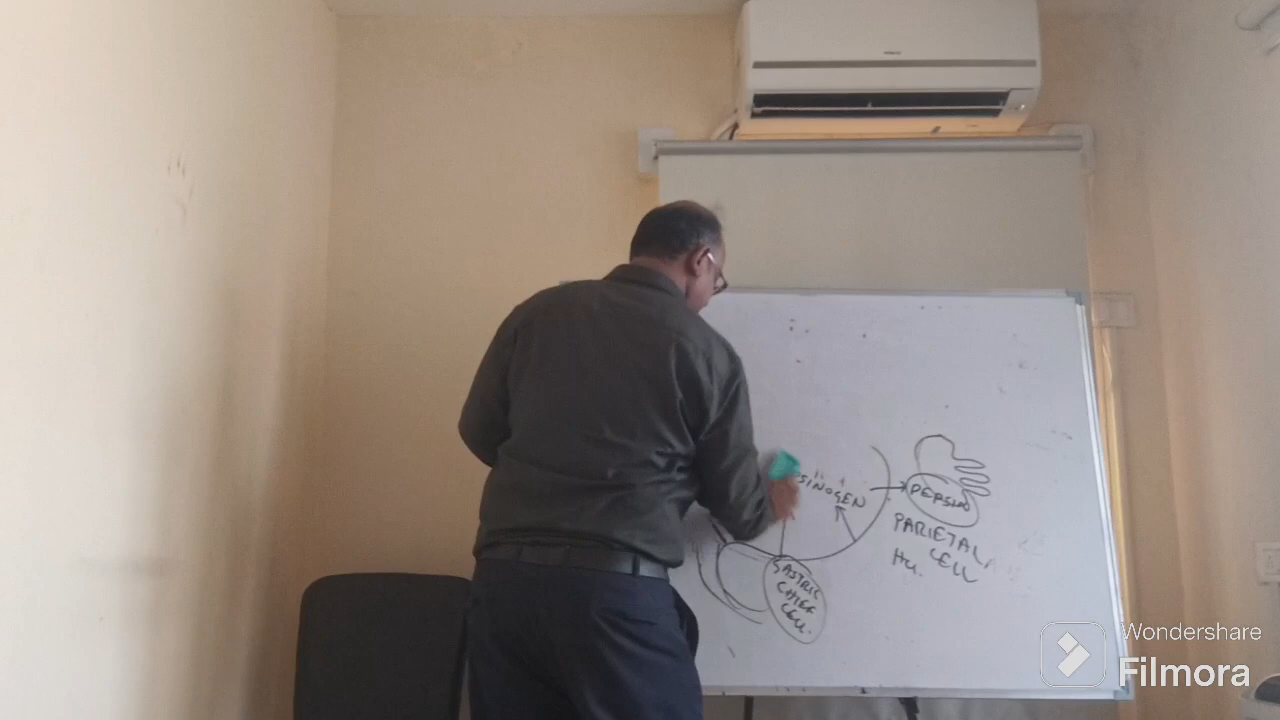 SINOGEN
PEPSIN
PARIETAL
CELL
HCL.
GASTRIC
CHIEF
CELL.
Wondershare
Filmora